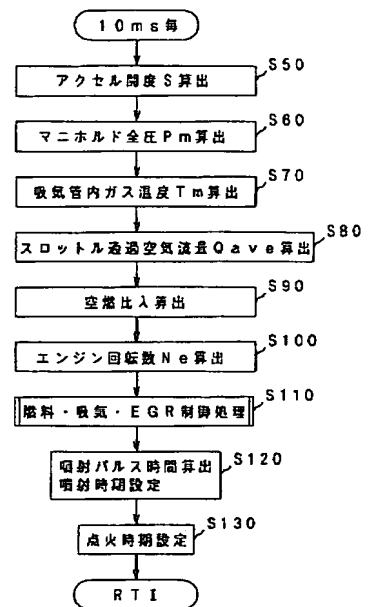 10ms毎
S50
アクセル開度S算出
S60
マニホルド全圧Pm算出
S70
吸気管内ガス温度Tm算出
S80
スロットル通過空気流量Qave算出
S90
空燃比λ算出
S100
エンジン回転数Ne算出
S110
燃料・吸気・EGR制御処理
S120
噴射パルス時間算出
噴射時期設定
S130
点火時期設定
RTI